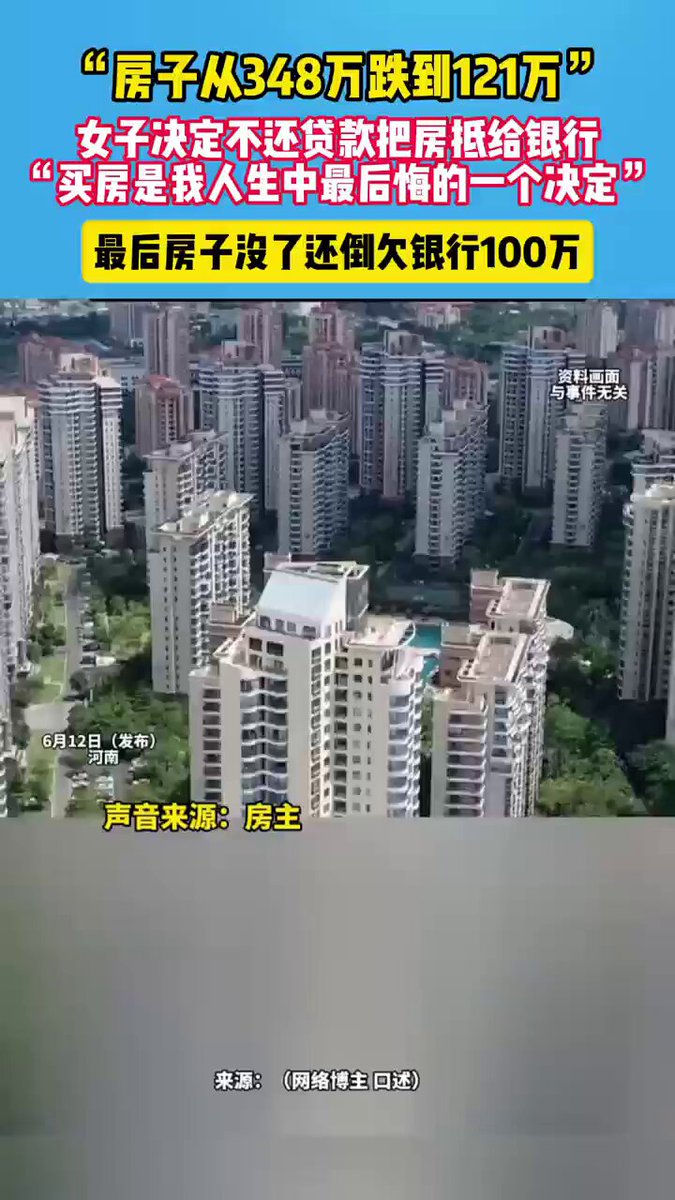 “房子从348万跌到121万”
女子决定不还贷款把房抵给银行
“买房是我人生中最后悔的一个决定”
最后房子没了还倒欠银行100万
资料画面
与事件无关
6月12日（发布）
河南
声音来源：房主
来源：（网络博主 口述）